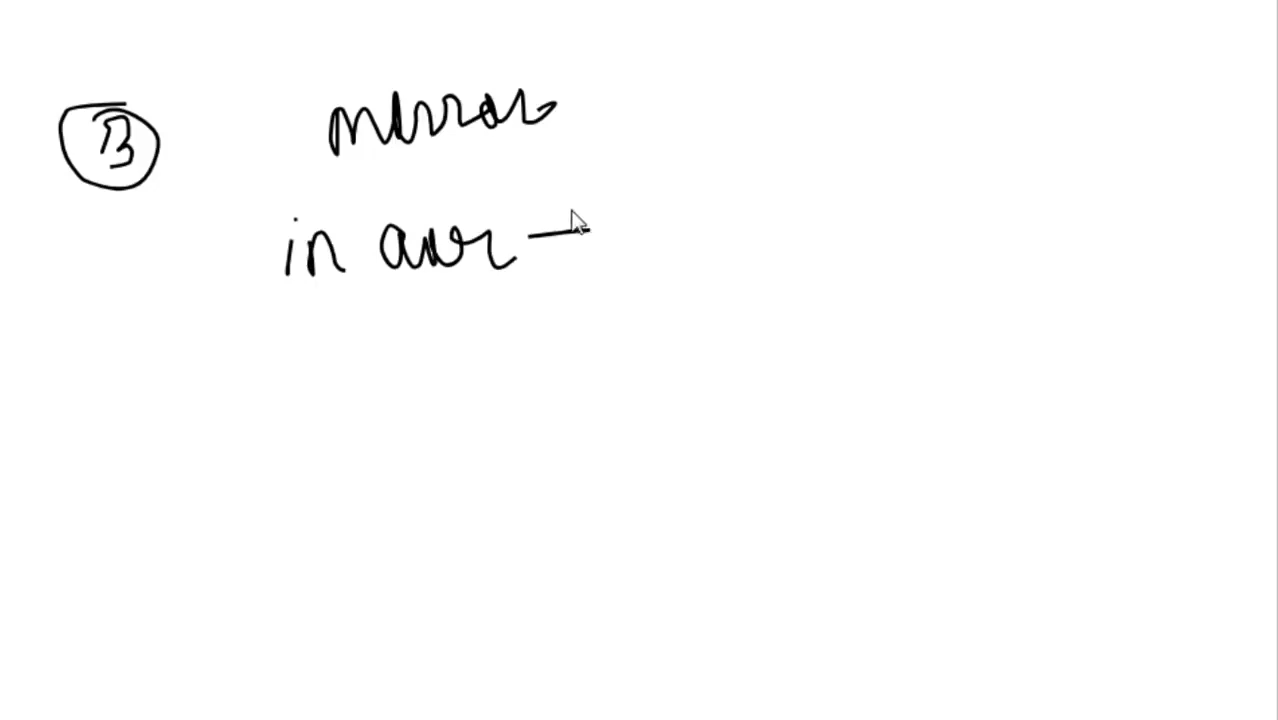 3 mirror
in air —